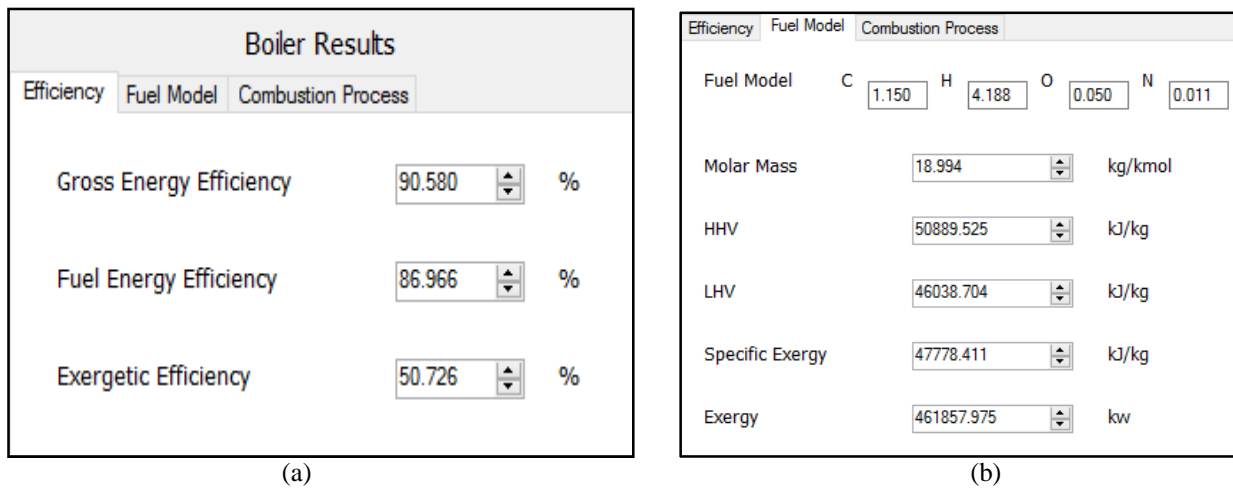 Boiler Results
Efficiency Fuel Model Combustion Process
Gross Energy Efficiency 90.580 %
Fuel Energy Efficiency 86.966 %
Exergetic Efficiency 50.726 %
(a)
Efficiency Fuel Model Combustion Process
Fuel Model C 1.150 H 4.188 O 0.050 N 0.011
Molar Mass 18.994 kg/kmol
HHV 50889.525 kJ/kg
LHV 46038.704 kJ/kg
Specific Exergy 47778.411 kJ/kg
Exergy 461857.975 kw
(b)